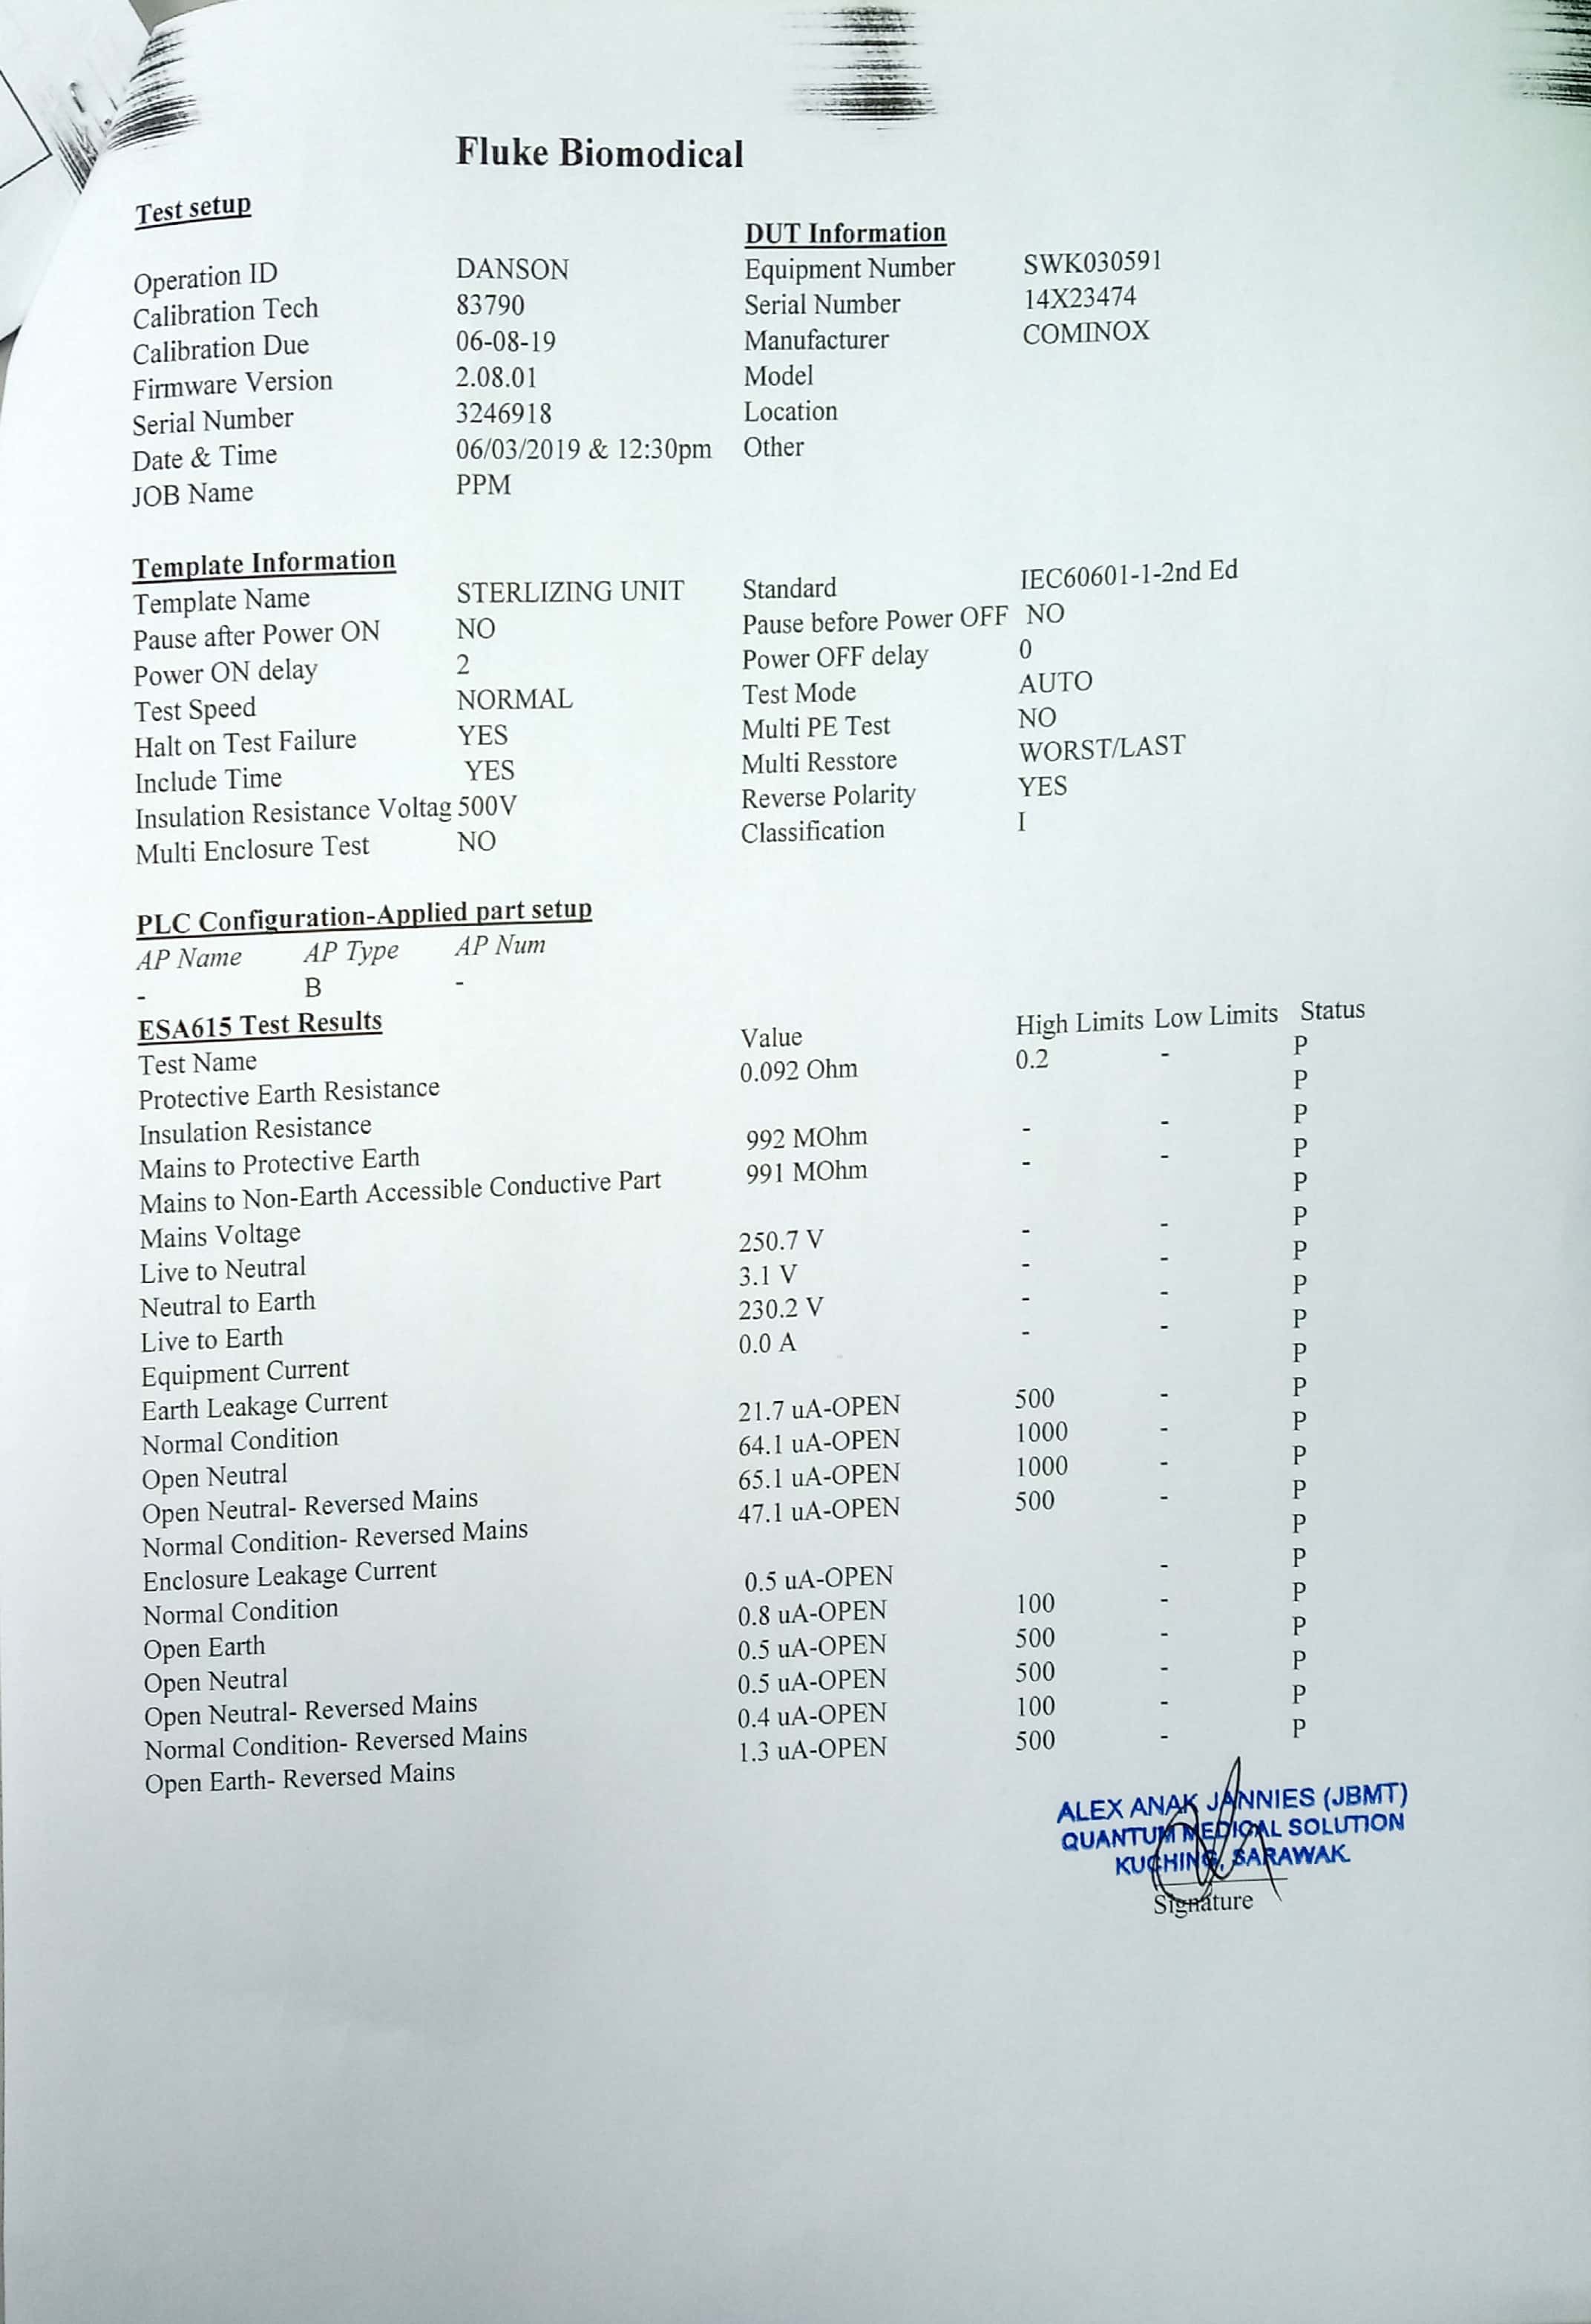 Fluke Biomodical
Test setup
DUT Information
Operation ID DANSON Equipment Number SWK030591
Calibration Tech 83790 Serial Number 14X23474
Calibration Due 06-08-19 Manufacturer COMINOX
Firmware Version 2.08.01 Model
Serial Number 3246918 Location
Date & Time 06/03/2019 & 12:30pm Other
JOB Name PPM
Template Information
Template Name STERLIZING UNIT Standard IEC60601-1-2nd Ed
Pause after Power ON NO Pause before Power OFF NO
Power ON delay 2 Power OFF delay 0
Test Speed NORMAL Test Mode AUTO
Halt on Test Failure YES Multi PE Test NO
Include Time YES Multi Resstore WORST/LAST
Insulation Resistance Voltag 500V Reverse Polarity YES
Multi Enclosure Test NO Classification I
PLC Configuration-Applied part setup
AP Name AP Type AP Num
- B -
ESA615 Test Results
Test Name Value High Limits Low Limits Status
Protective Earth Resistance 0.092 Ohm 0.2 - P
Insulation Resistance P
Mains to Protective Earth 992 MOhm - - P
Mains to Non-Earth Accessible Conductive Part 991 MOhm - - P
Mains Voltage P
Live to Neutral 250.7 V - - P
Neutral to Earth 3.1 V - - P
Live to Earth 230.2 V - - P
Equipment Current 0.0 A - - P
Earth Leakage Current P
Normal Condition 21.7 uA-OPEN 500 - P
Open Neutral 64.1 uA-OPEN 1000 - P
Open Neutral- Reversed Mains 65.1 uA-OPEN 1000 - P
Normal Condition- Reversed Mains 47.1 uA-OPEN 500 - P
Enclosure Leakage Current P
Normal Condition 0.5 uA-OPEN - P
Open Earth 0.8 uA-OPEN 100 - P
Open Neutral 0.5 uA-OPEN 500 - P
Open Neutral- Reversed Mains 0.5 uA-OPEN 500 - P
Normal Condition- Reversed Mains 0.4 uA-OPEN 100 - P
Open Earth- Reversed Mains 1.3 uA-OPEN 500 - P
ALEX ANAK JANNIES (JBMT)
QUANTUM MEDICAL SOLUTION
KUCHING, SARAWAK.
Signature